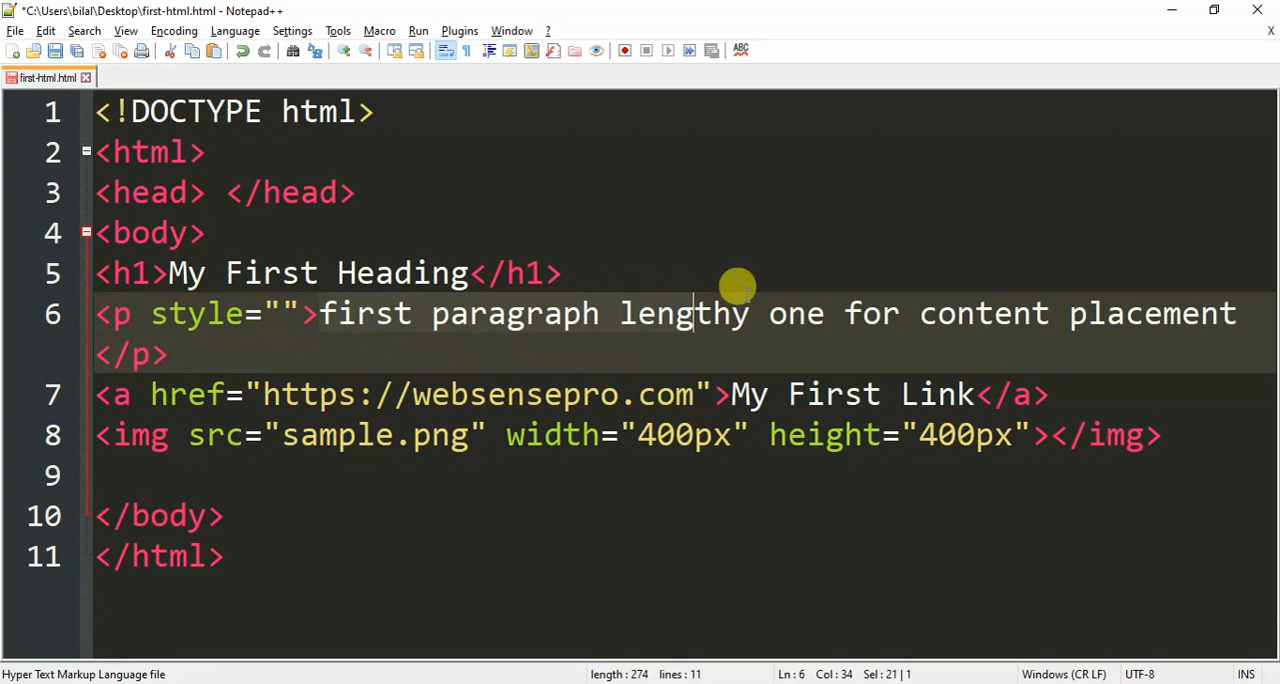 *C:\Users\bilal\Desktop\first-html.html - Notepad++
File Edit Search View Encoding Language Settings Tools Macro Run Plugins Window ? X
ABC
first-html.html
1 <!DOCTYPE html>
2 <html>
3 <head> </head>
4 <body>
5 <h1>My First Heading</h1>
6 <p style="">first paragraph lengthy one for content placement
</p>
7 <a href="https://websensepro.com">My First Link</a>
8 <img src="sample.png" width="400px" height="400px"></img>
9
10 </body>
11 </html>
Hyper Text Markup Language file length : 274 lines : 11 Ln : 6 Col : 34 Sel : 21 | 1 Windows (CR LF) UTF-8 INS